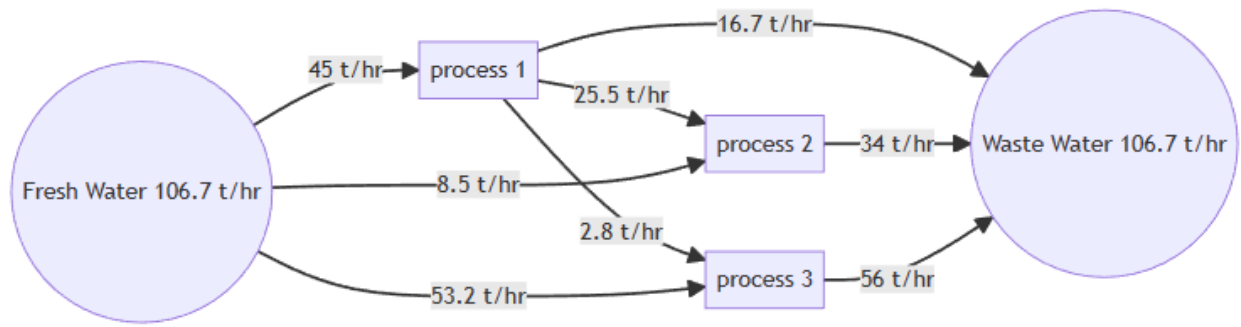 16.7 t/hr
45 t/hr
process 1
25.5 t/hr
process 2
34 t/hr
Waste Water 106.7 t/hr
Fresh Water 106.7 t/hr
8.5 t/hr
2.8 t/hr
process 3
56 t/hr
53.2 t/hr